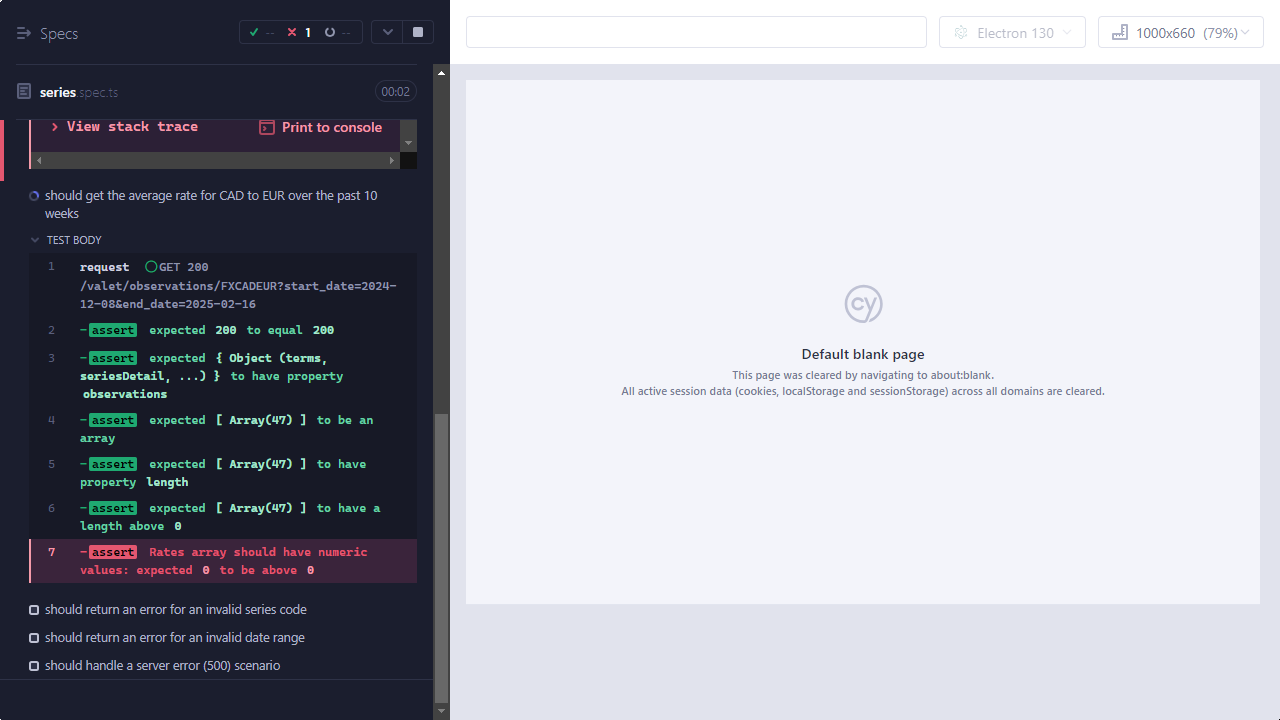 Specs
-- 1 --
Electron 130
1000x660 (79%)
series.spec.ts
00:02
View stack trace
Print to console
should get the average rate for CAD to EUR over the past 10
weeks
TEST BODY
1 request GET 200
/valet/observations/FXCADEUR?start_date=2024-
12-08&end_date=2025-02-16
2 -assert expected 200 to equal 200
3 -assert expected { Object (terms,
seriesDetail, ...) } to have property
observations
4 -assert expected [ Array(47) ] to be an
array
5 -assert expected [ Array(47) ] to have
property length
6 -assert expected [ Array(47) ] to have a
length above 0
7 -assert Rates array should have numeric
values: expected 0 to be above 0
should return an error for an invalid series code
should return an error for an invalid date range
should handle a server error (500) scenario
cy
Default blank page
This page was cleared by navigating to about:blank.
All active session data (cookies, localStorage and sessionStorage) across all domains are cleared.